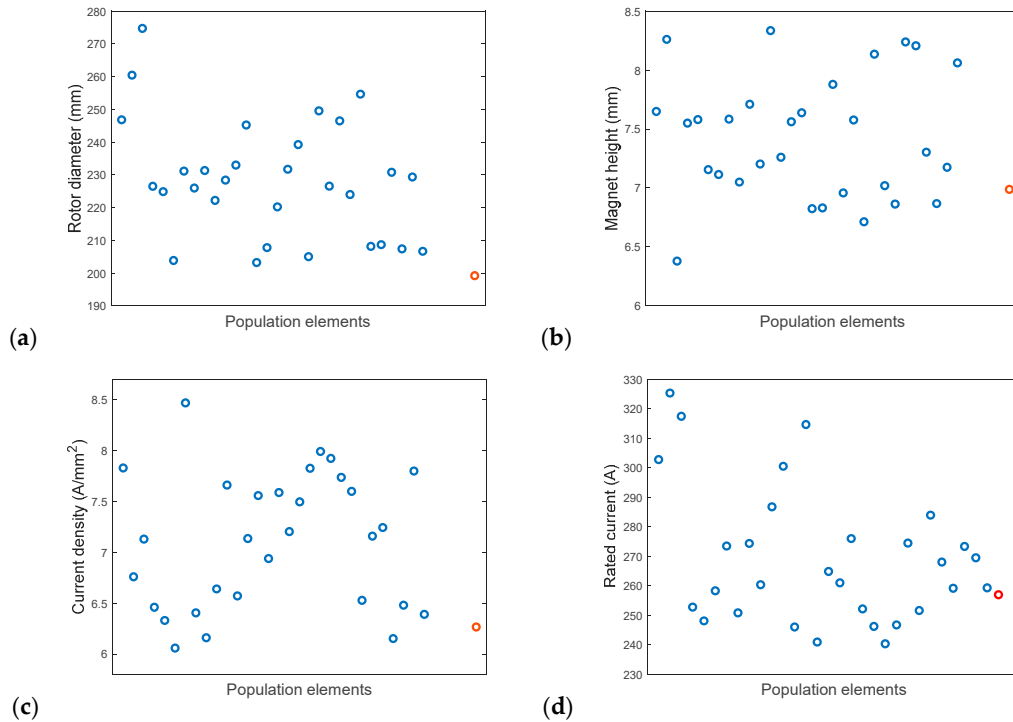 280
270
260
250
240
230
220
210
200
190
Rotor diameter (mm)
Population elements
(a)
8.5
8
7.5
7
6.5
6
Magnet height (mm)
Population elements
(b)
8.5
8
7.5
7
6.5
6
Current density (A/mm²)
Population elements
(c)
330
320
310
300
290
280
270
260
250
240
230
Rated current (A)
Population elements
(d)